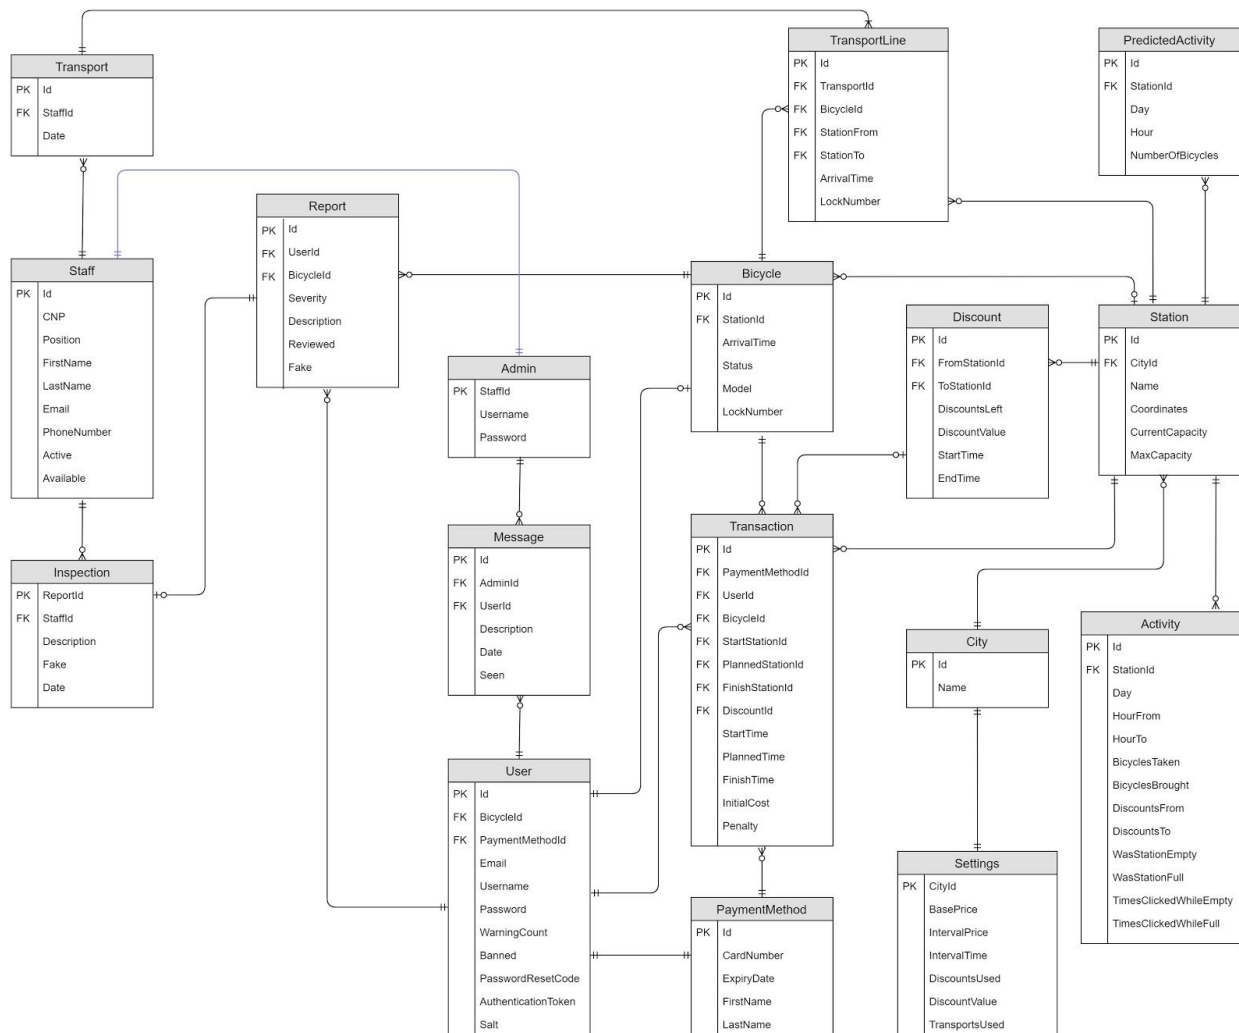 Transport
PK Id
FK StaffId
Date
TransportLine
PK Id
FK TransportId
FK BicycleId
FK StationFrom
FK StationTo
ArrivalTime
LockNumber
PredictedActivity
PK Id
FK StationId
Day
Hour
NumberOfBicycles
Report
PK Id
FK UserId
FK BicycleId
Severity
Description
Reviewed
Fake
Staff
PK Id
CNP
Position
FirstName
LastName
Email
PhoneNumber
Active
Available
Bicycle
PK Id
FK StationId
ArrivalTime
Status
Model
LockNumber
Discount
PK Id
FK FromStationId
FK ToStationId
DiscountsLeft
DiscountValue
StartTime
EndTime
Station
PK Id
FK CityId
Name
Coordinates
CurrentCapacity
MaxCapacity
Admin
PK StaffId
Username
Password
Message
PK Id
FK AdminId
FK UserId
Description
Date
Seen
Transaction
PK Id
FK PaymentMethodId
FK UserId
FK BicycleId
FK StartStationId
FK PlannedStationId
FK FinishStationId
FK DiscountId
StartTime
PlannedTime
FinishTime
InitialCost
Penalty
Inspection
PK ReportId
FK StaffId
Description
Fake
Date
City
PK Id
Name
Activity
PK Id
FK StationId
Day
HourFrom
HourTo
BicyclesTaken
BicyclesBrought
DiscountsFrom
DiscountsTo
WasStationEmpty
WasStationFull
TimesClickedWhileEmpty
TimesClickedWhileFull
User
PK Id
FK BicycleId
FK PaymentMethodId
Email
Username
Password
WarningCount
Banned
PasswordResetCode
AuthenticationToken
Salt
PaymentMethod
PK Id
CardNumber
ExpiryDate
FirstName
LastName
Settings
PK CityId
BasePrice
IntervalPrice
IntervalTime
DiscountsUsed
DiscountValue
TransportsUsed